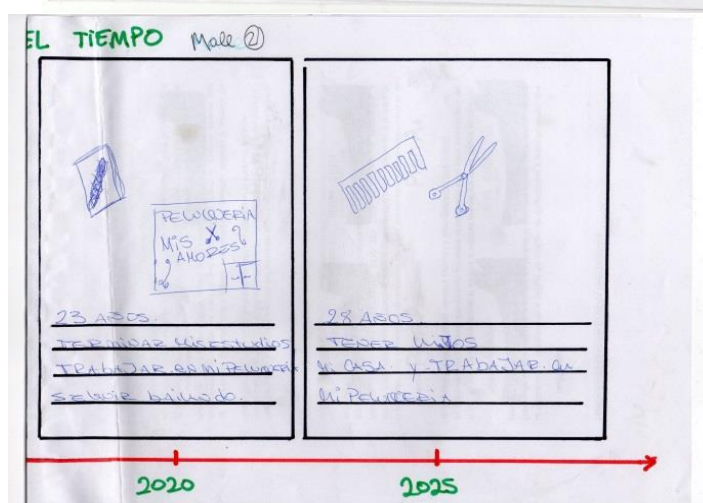 EL TIEMPO Male ②
PELUQUERIA
MIS
AMORES
23 AÑOS.
TERMINAR MIS ESTUDIOS
TRABAJAR en mi PELUQUERIA
SEGUIR bailando.
28 AÑOS
TENER HIJOS
Mi CASA y TRABAJAR en
Mi PELUQUERIA
2020 2025